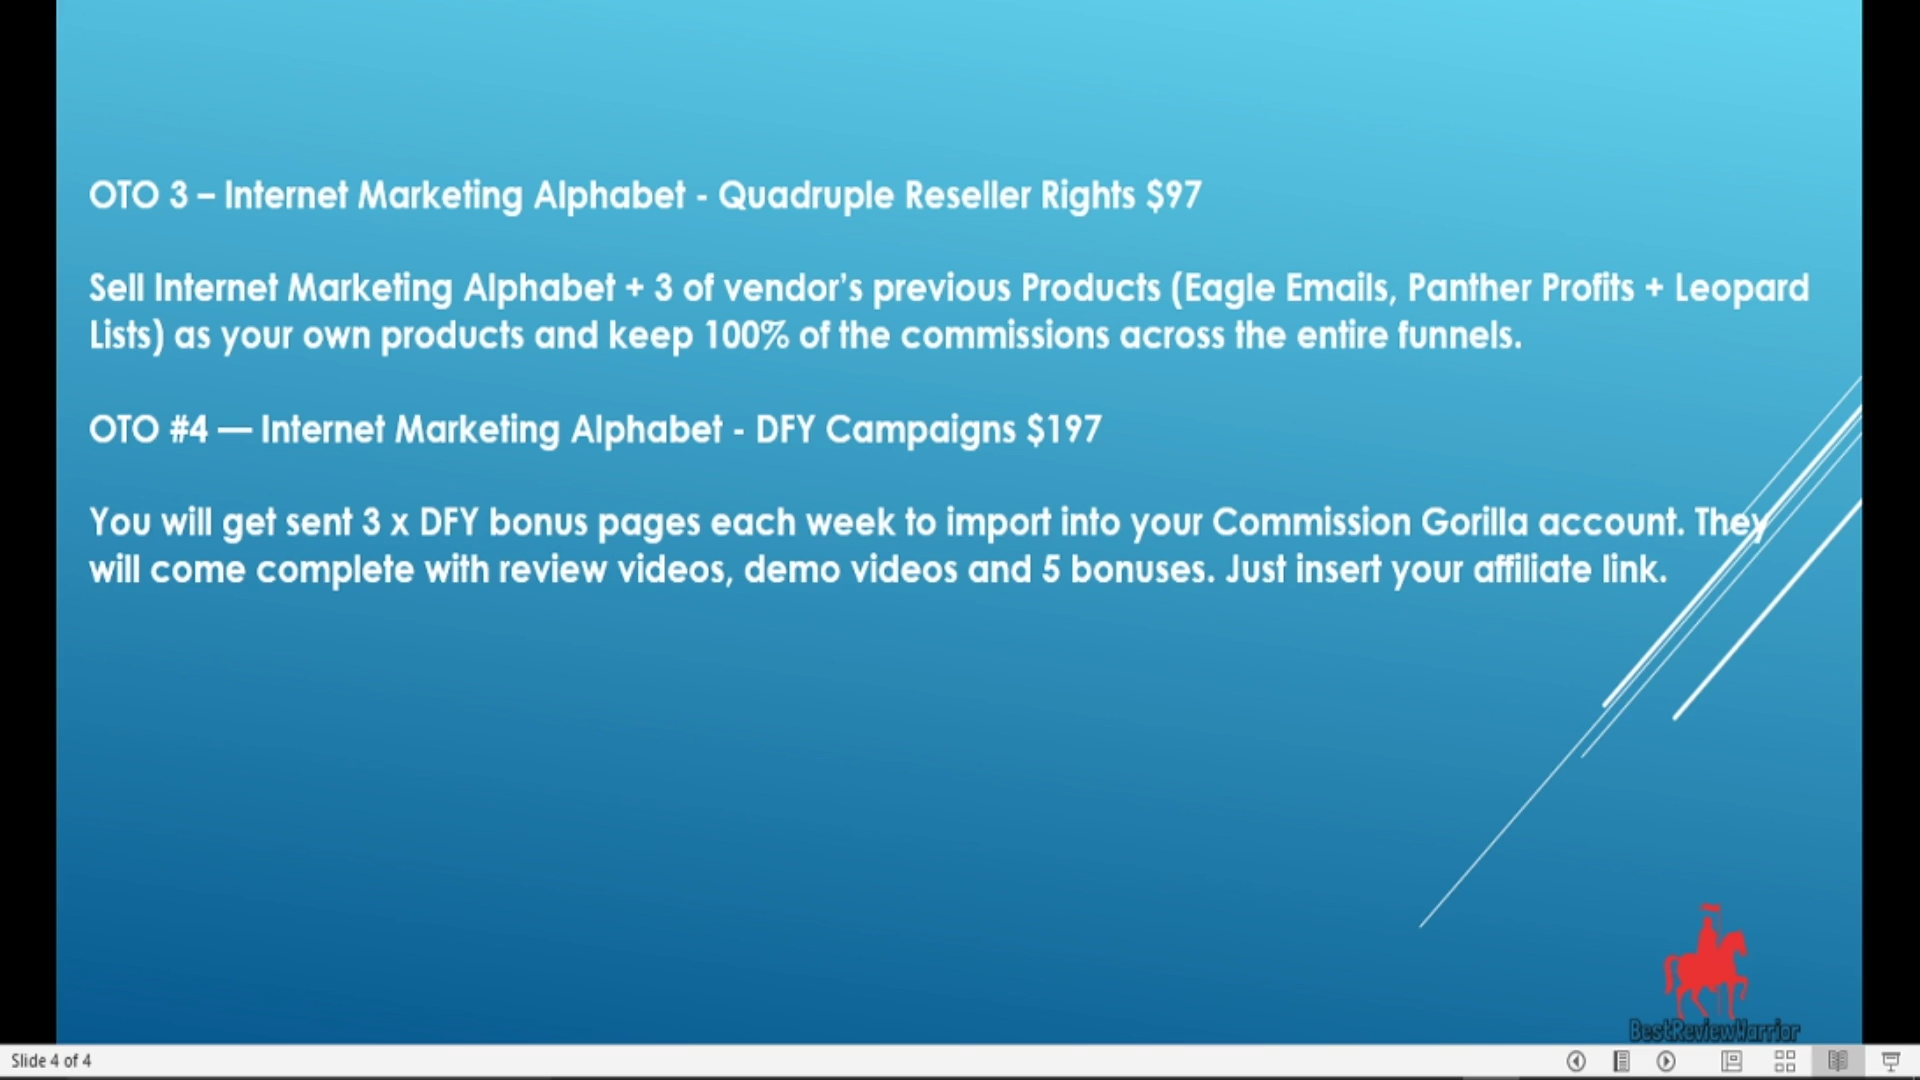 OTO 3 – Internet Marketing Alphabet - Quadruple Reseller Rights $97
Sell Internet Marketing Alphabet + 3 of vendor’s previous Products (Eagle Emails, Panther Profits + Leopard
Lists) as your own products and keep 100% of the commissions across the entire funnels.
OTO #4 — Internet Marketing Alphabet - DFY Campaigns $197
You will get sent 3 x DFY bonus pages each week to import into your Commission Gorilla account. They
will come complete with review videos, demo videos and 5 bonuses. Just insert your affiliate link.
BestReviewWarrior
Slide 4 of 4